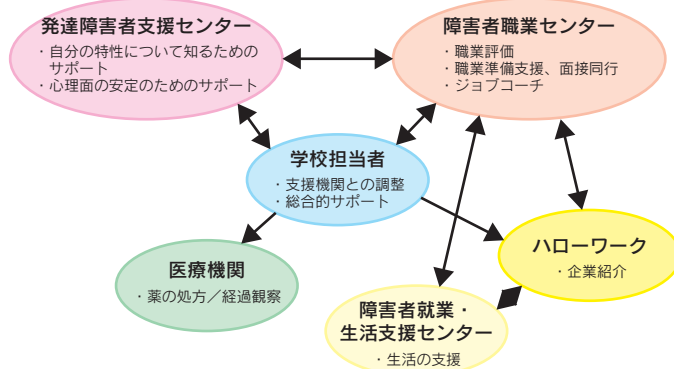 発達障害者支援センター
・自分の特性について知るための
サポート
・心理面の安定のためのサポート
障害者職業センター
・職業評価
・職業準備支援、面接同行
・ジョブコーチ
学校担当者
・支援機関との調整
・総合的サポート
医療機関
・薬の処方／経過観察
ハローワーク
・企業紹介
障害者就業・
生活支援センター
・生活の支援